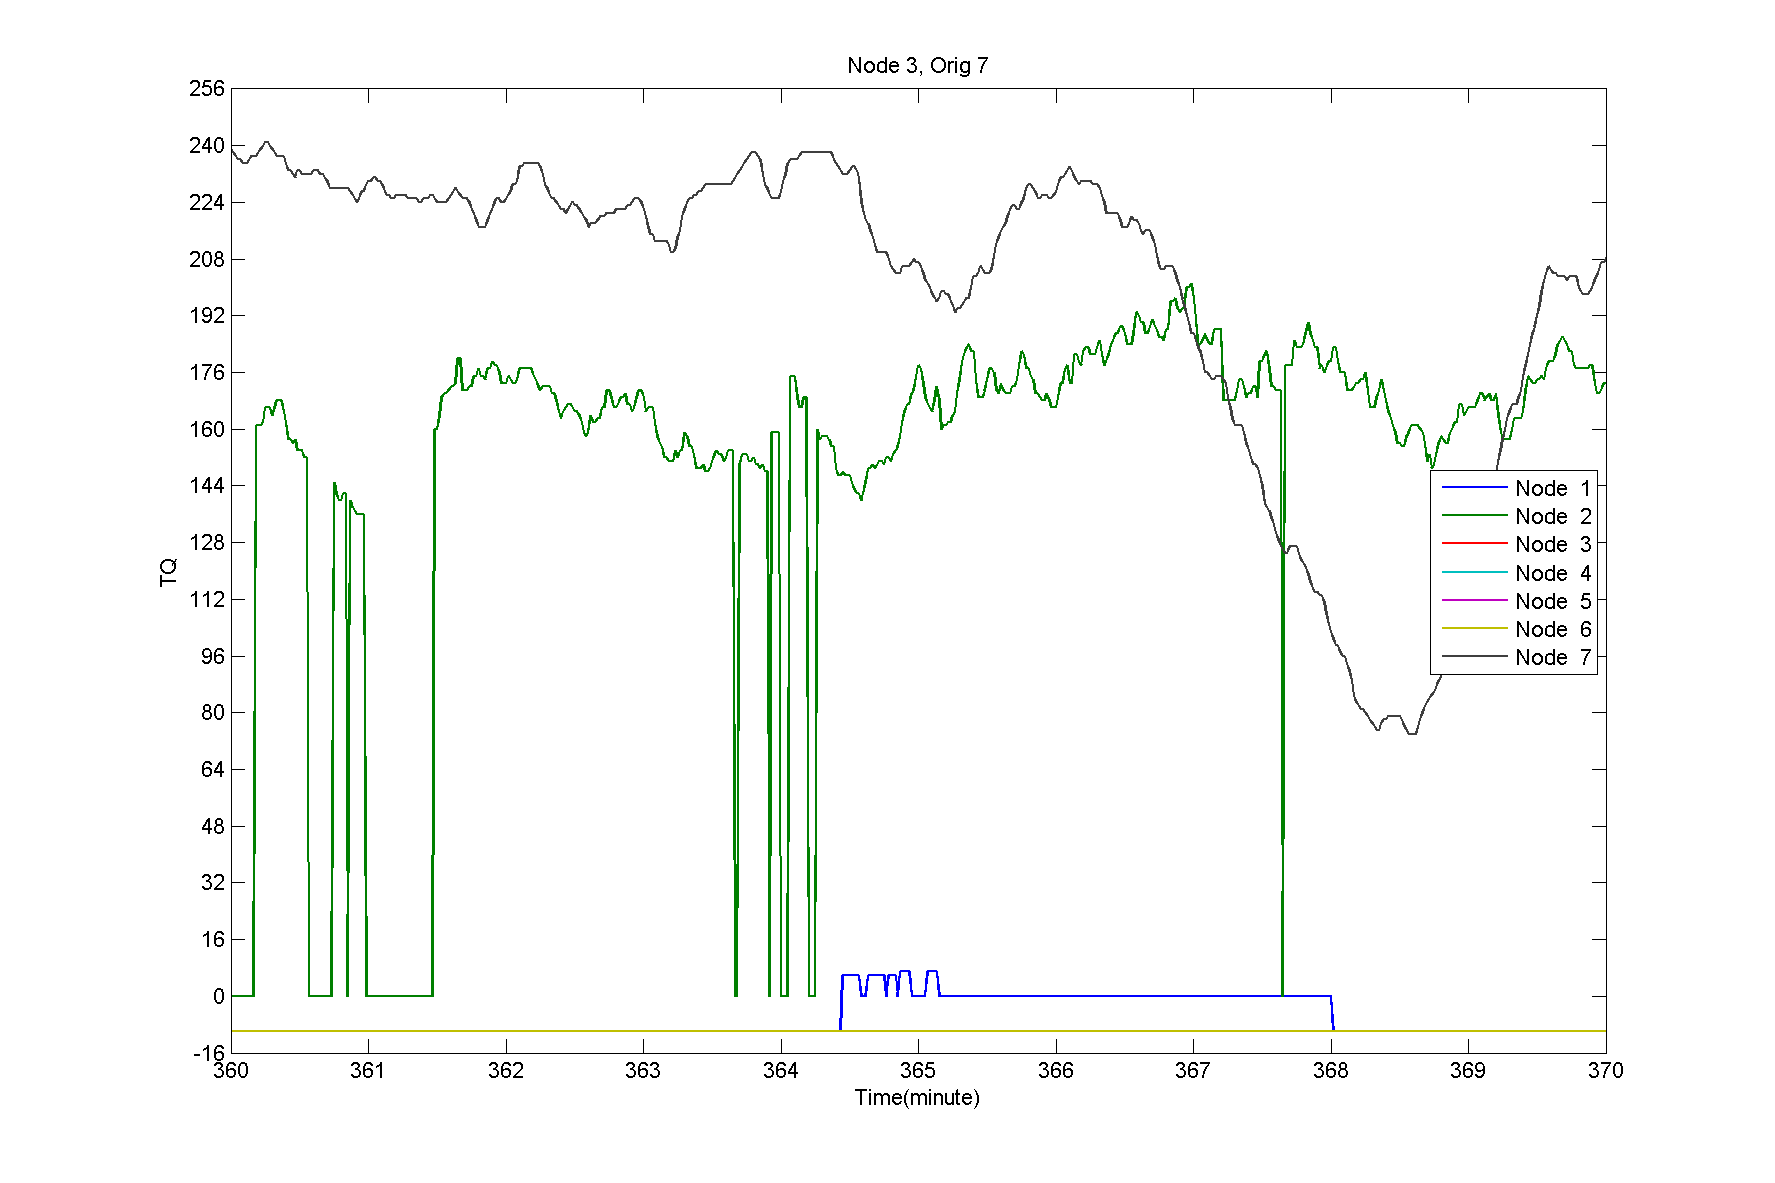 Node 3, Orig 7
256
240
224
208
192
176
160
144
128
112
96
80
64
48
32
16
0
-16
TQ
360 361 362 363 364 365 366 367 368 369 370
Time(minute)
Node 1
Node 2
Node 3
Node 4
Node 5
Node 6
Node 7